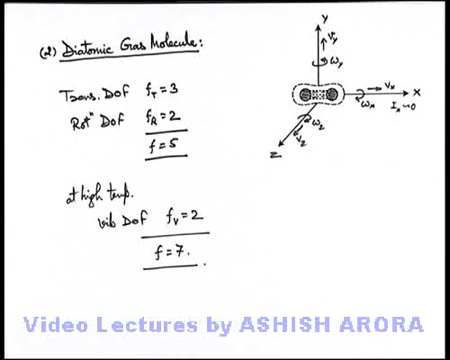 (2) Diatomic Gas Molecule:
Trans. DoF f_T = 3
Rot^n DoF f_R = 2
f = 5
at high temp.
vib DoF f_V = 2
f = 7.
Y
V_y
ω_y
V_x
X
ω_x
I_x ≈ 0
ω_z
V_z
Z
Video Lectures by ASHISH ARORA